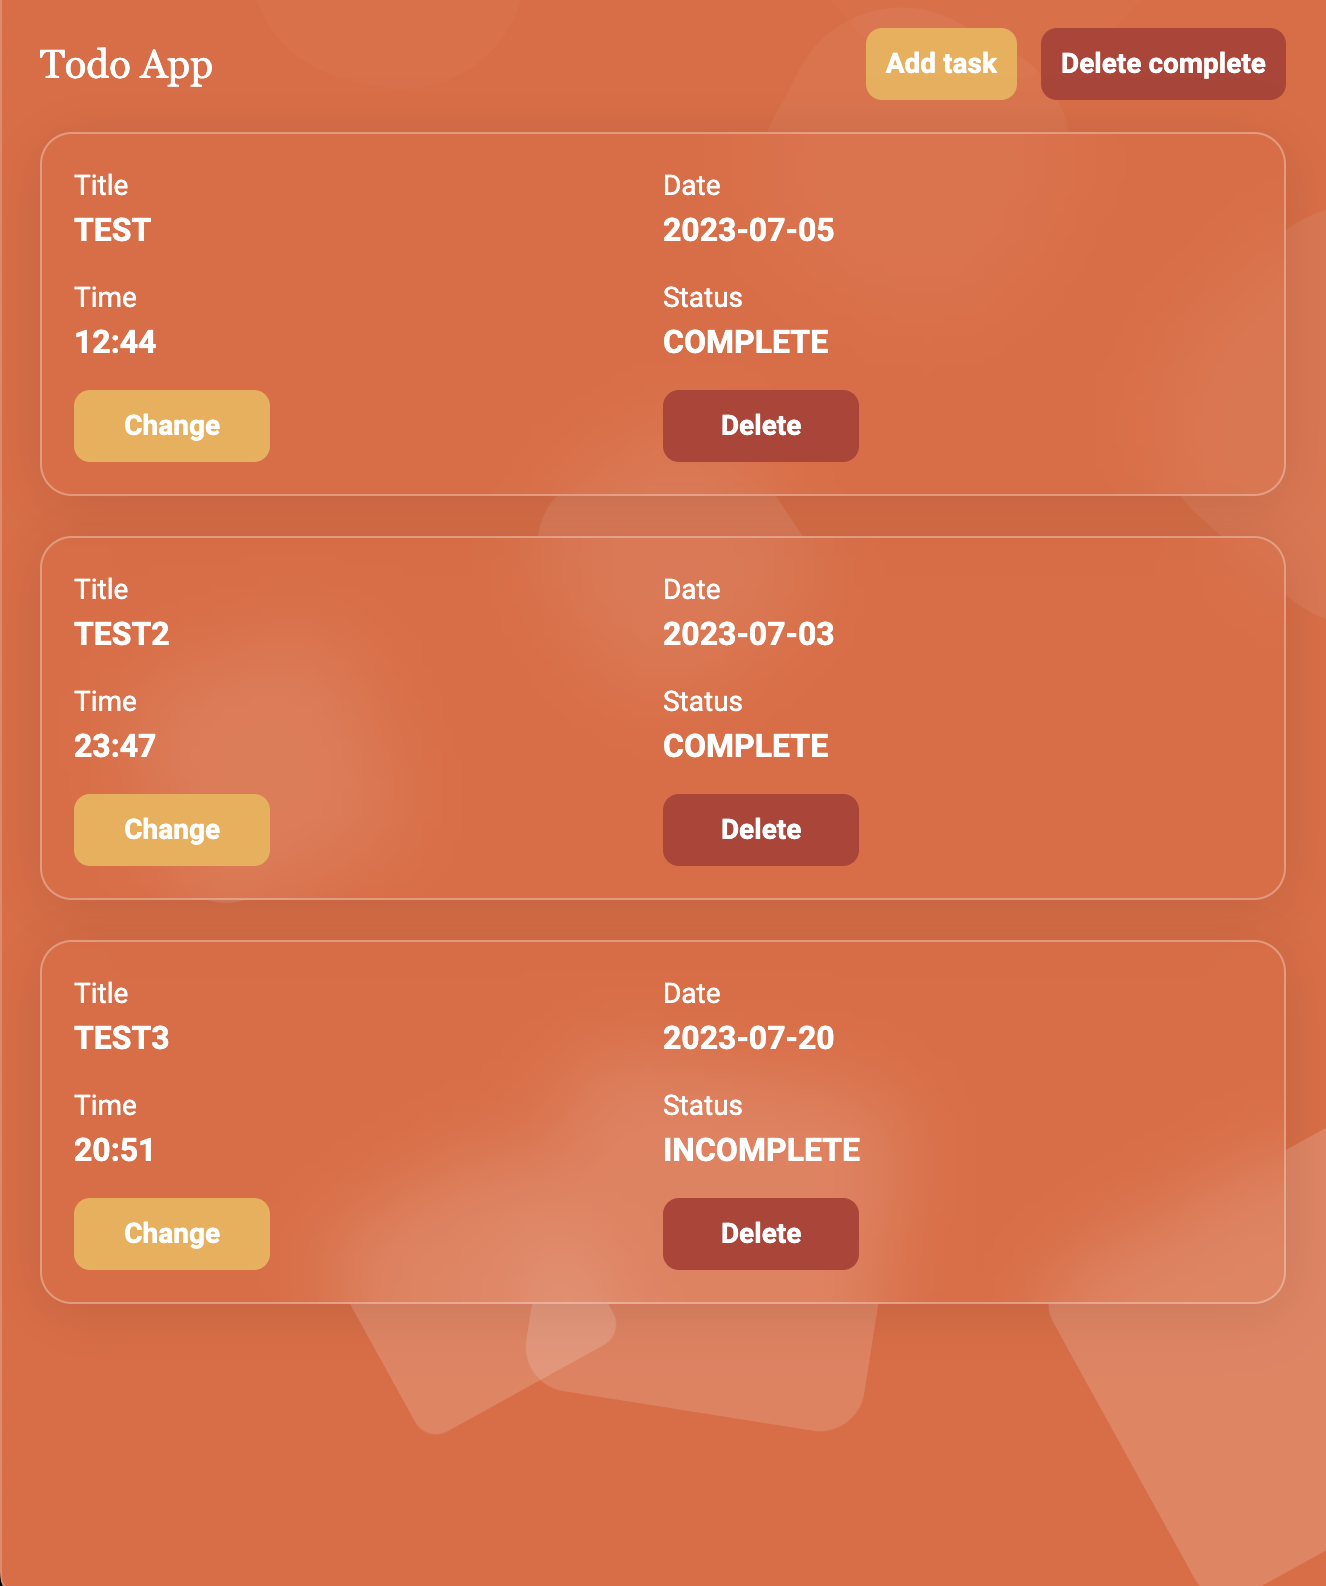 Todo App
Add task
Delete complete
Title
TEST
Date
2023-07-05
Time
12:44
Status
COMPLETE
Change
Delete
Title
TEST2
Date
2023-07-03
Time
23:47
Status
COMPLETE
Change
Delete
Title
TEST3
Date
2023-07-20
Time
20:51
Status
INCOMPLETE
Change
Delete